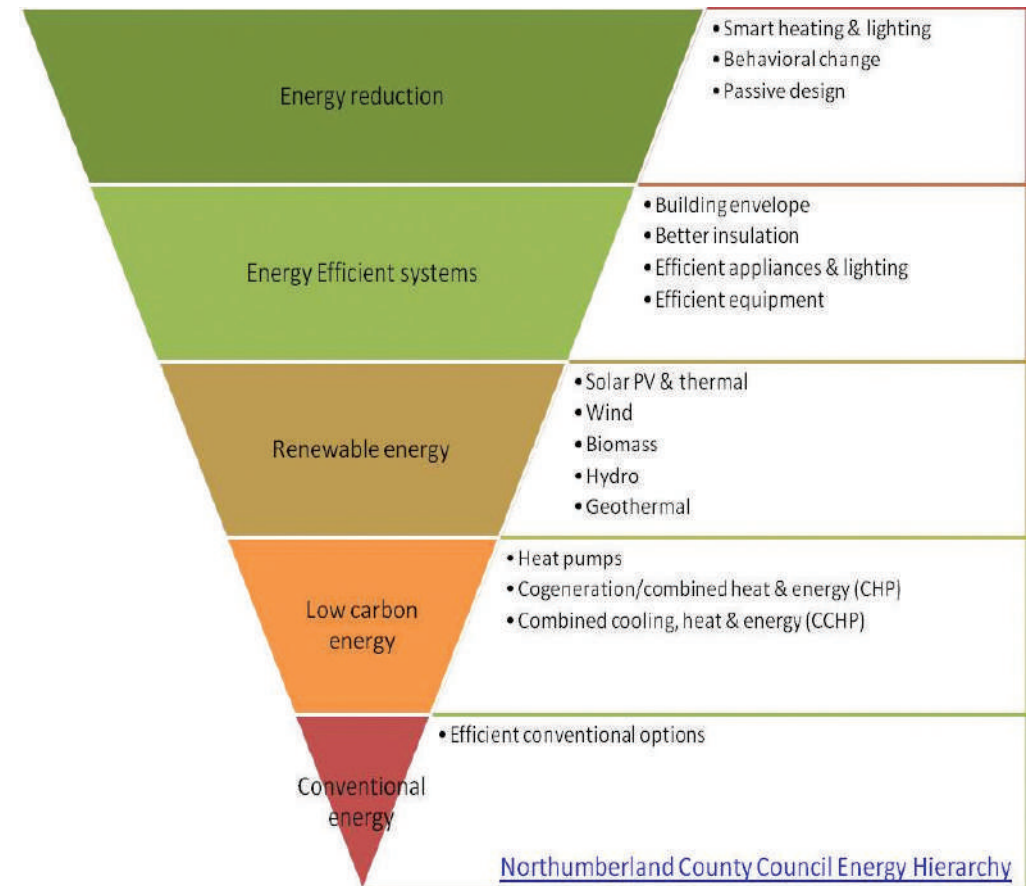 Energy reduction
• Smart heating & lighting
• Behavioral change
• Passive design
Energy Efficient systems
• Building envelope
• Better insulation
• Efficient appliances & lighting
• Efficient equipment
Renewable energy
• Solar PV & thermal
• Wind
• Biomass
• Hydro
• Geothermal
Low carbon
energy
• Heat pumps
• Cogeneration/combined heat & energy (CHP)
• Combined cooling, heat & energy (CCHP)
Conventional
energy
• Efficient conventional options
Northumberland County Council Energy Hierarchy